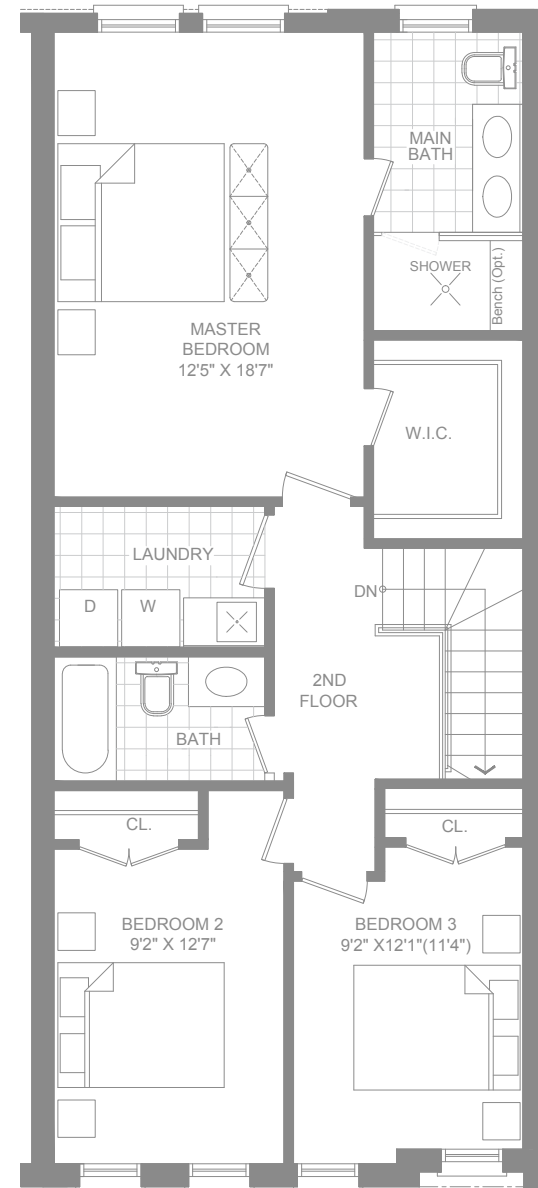 MAIN
BATH
SHOWER
Bench (Opt.)
MASTER
BEDROOM
12'5" X 18'7"
W.I.C.
LAUNDRY
D
W
DN
2ND
FLOOR
BATH
CL.
CL.
BEDROOM 2
9'2" X 12'7"
BEDROOM 3
9'2" X12'1"(11'4")